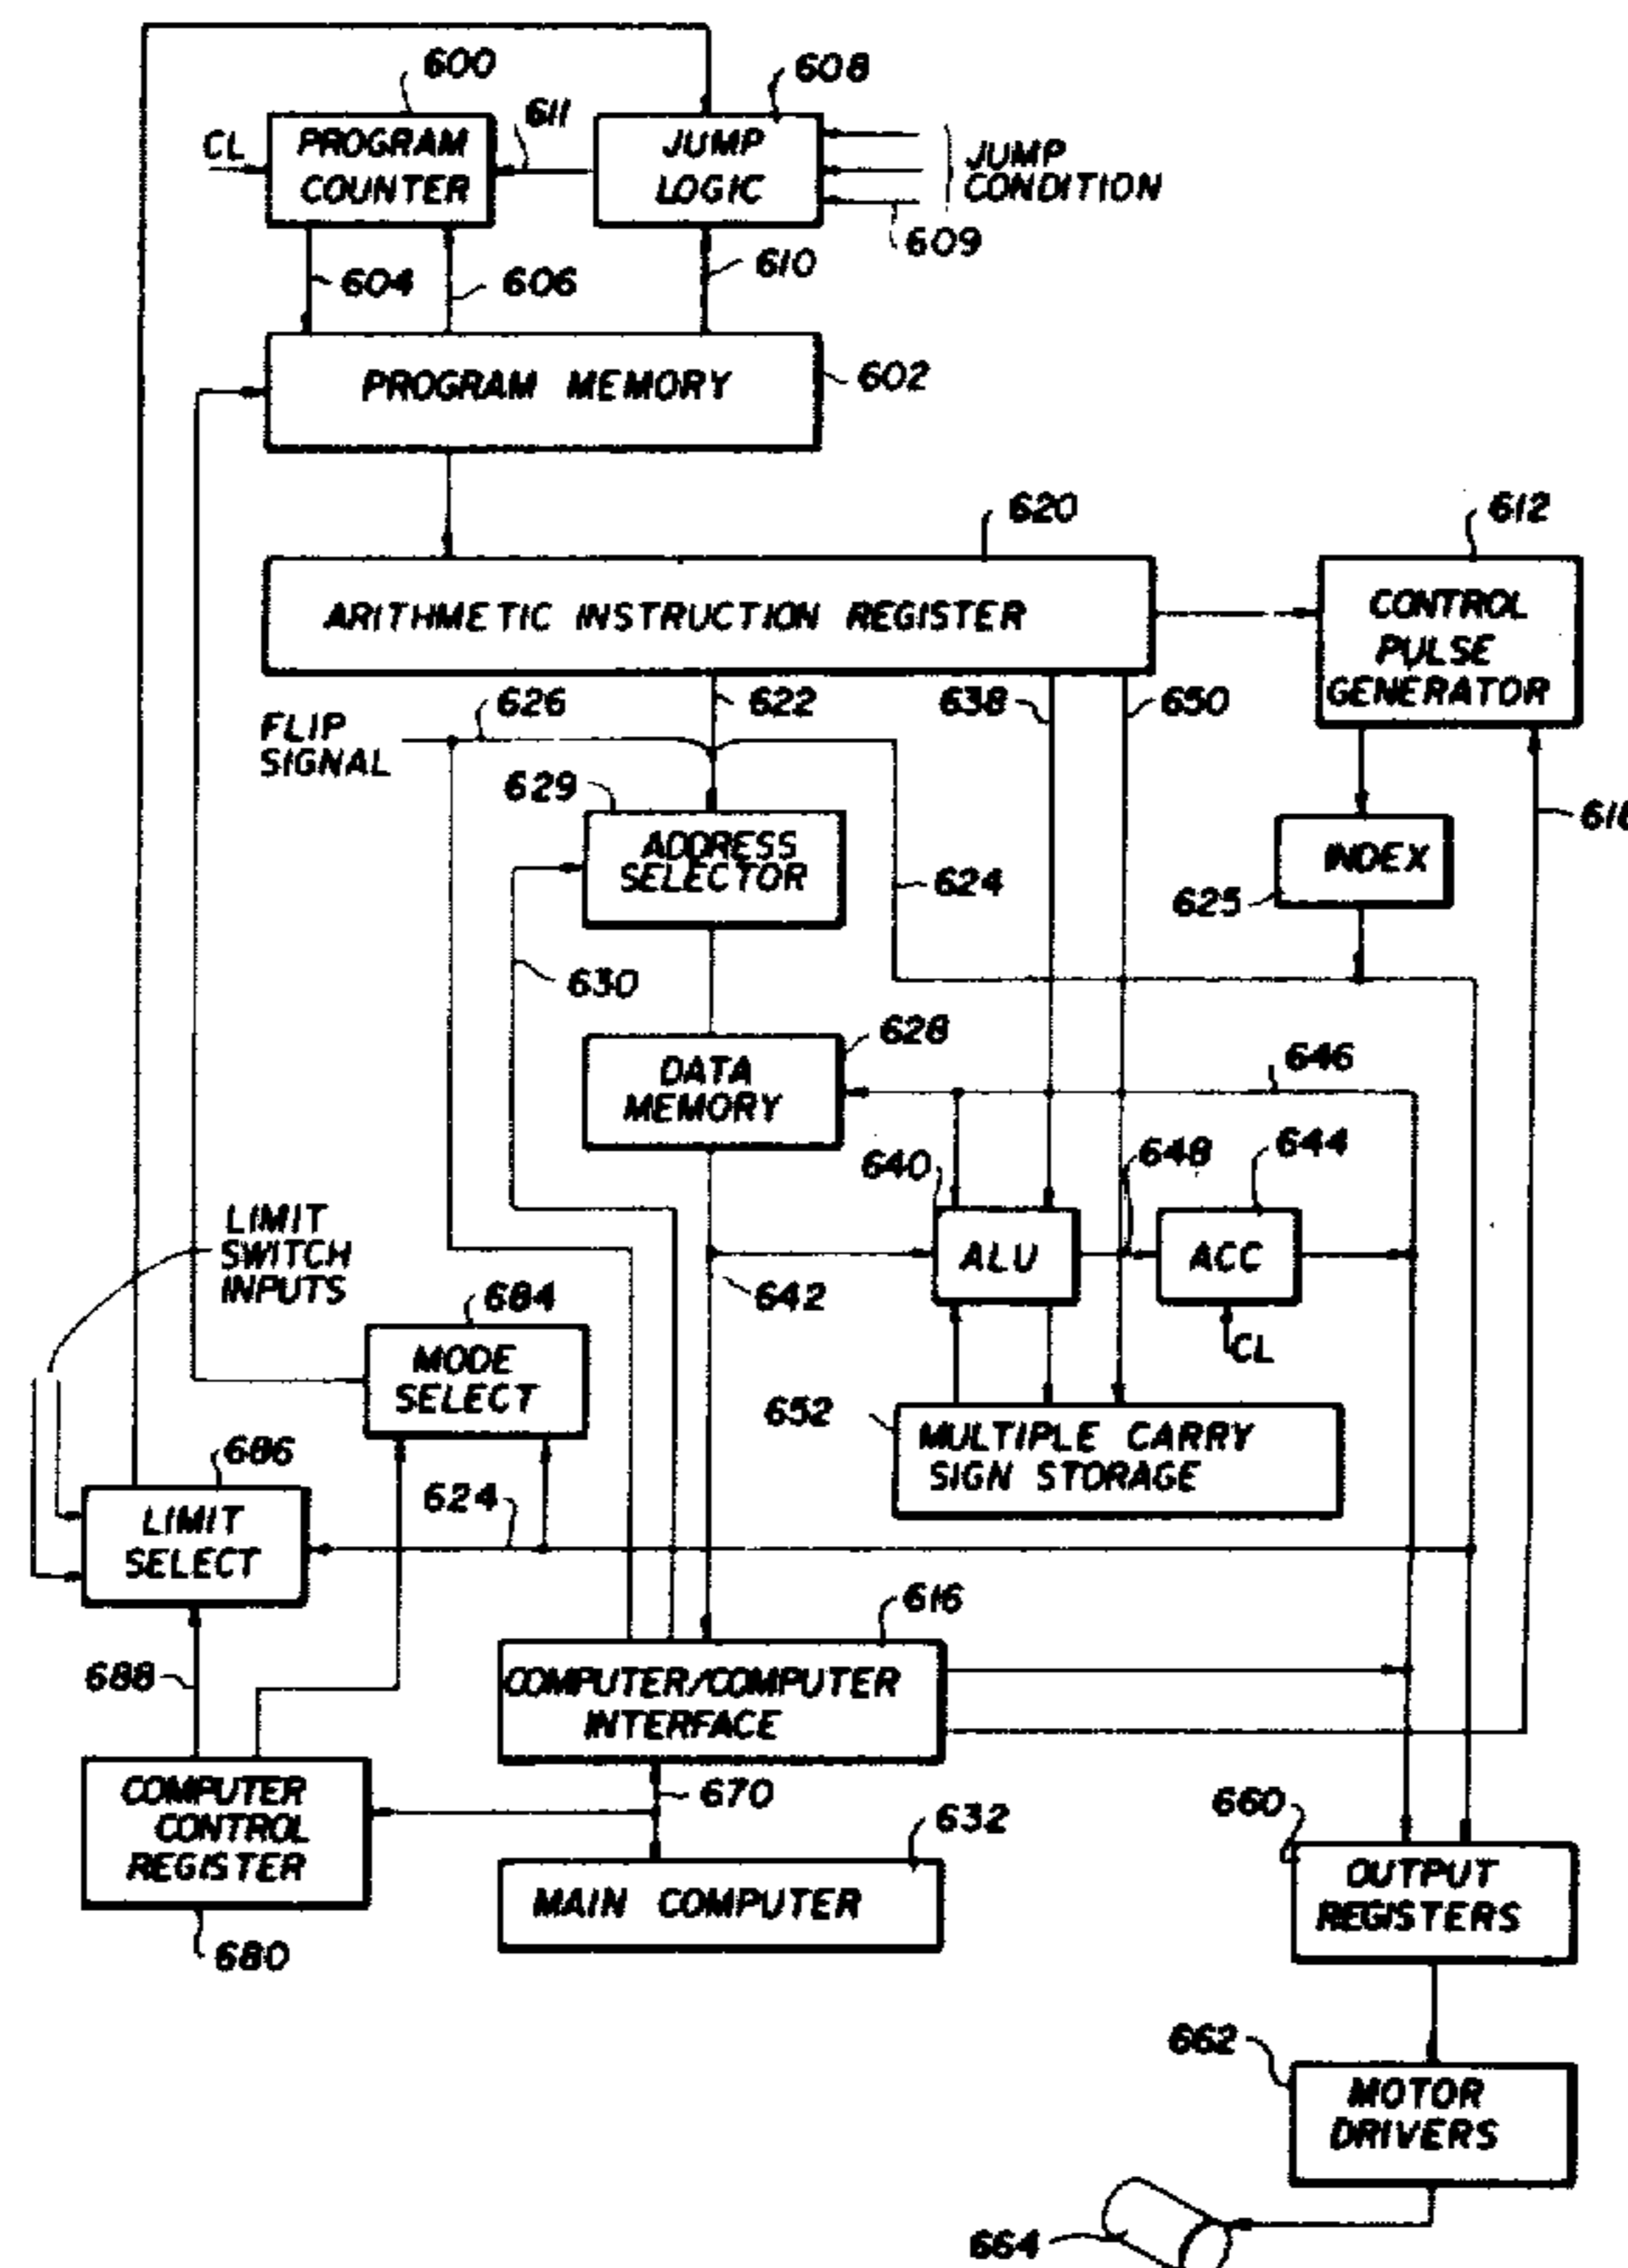 600
608
611
CL
PROGRAM
COUNTER
JUMP
LOGIC
JUMP
CONDITION
609
604
606
610
PROGRAM MEMORY
602
620
612
ARITHMETIC INSTRUCTION REGISTER
CONTROL
PULSE
GENERATOR
FLIP
SIGNAL
626
622
638
650
629
ADDRESS
SELECTOR
624
INDEX
625
630
628
DATA
MEMORY
646
640
648
644
LIMIT
SWITCH
INPUTS
ALU
ACC
642
CL
684
MODE
SELECT
652
MULTIPLE CARRY
SIGN STORAGE
686
624
LIMIT
SELECT
616
688
COMPUTER/COMPUTER
INTERFACE
COMPUTER
CONTROL
REGISTER
670
632
660
MAIN COMPUTER
OUTPUT
REGISTERS
680
662
MOTOR
DRIVERS
664